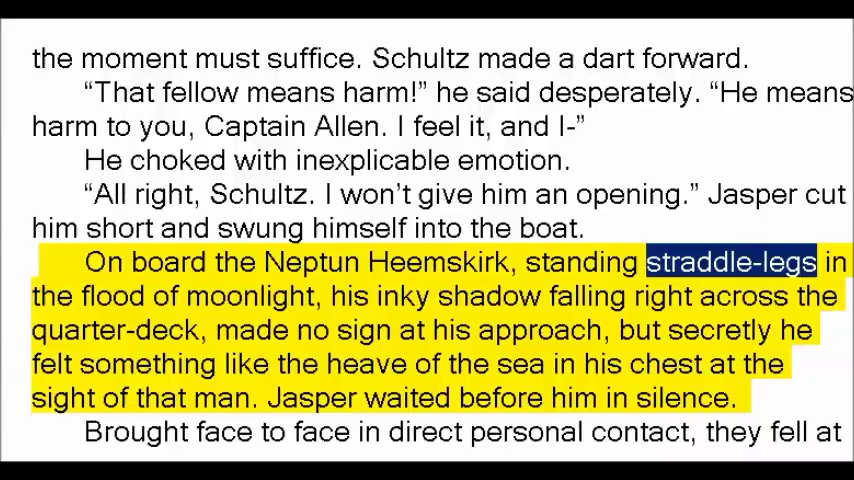 the moment must suffice. Schultz made a dart forward.
“That fellow means harm!” he said desperately. “He means
harm to you, Captain Allen. I feel it, and I-”
He choked with inexplicable emotion.
“All right, Schultz. I won’t give him an opening.” Jasper cut
him short and swung himself into the boat.
On board the Neptun Heemskirk, standing straddle-legs in
the flood of moonlight, his inky shadow falling right across the
quarter-deck, made no sign at his approach, but secretly he
felt something like the heave of the sea in his chest at the
sight of that man. Jasper waited before him in silence.
Brought face to face in direct personal contact, they fell at